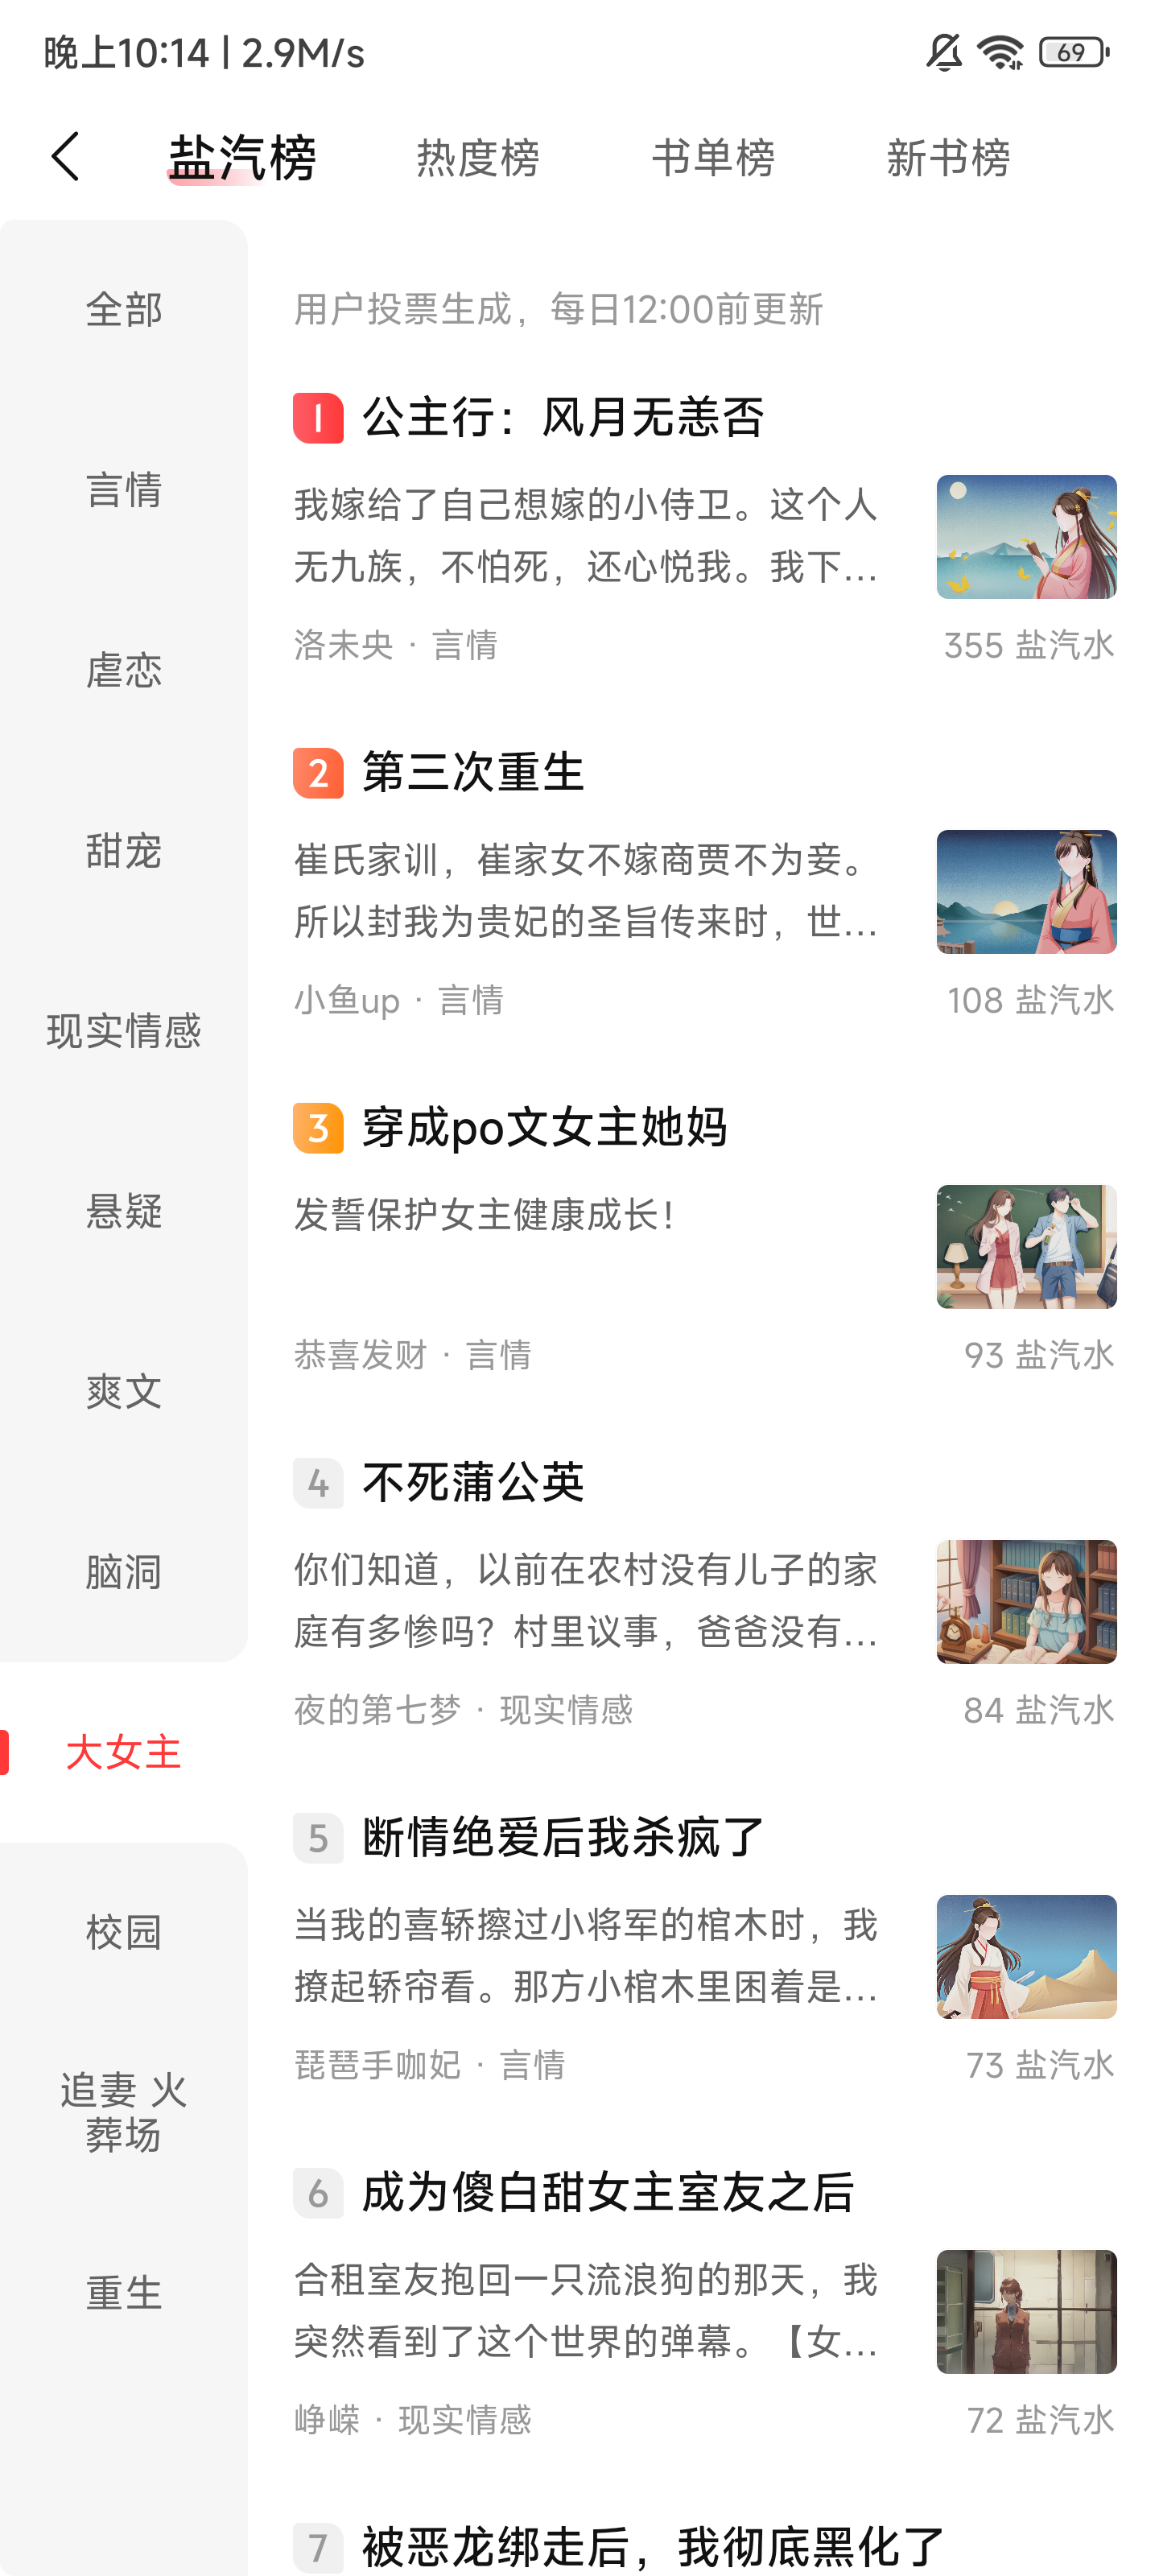 晚上10:14 | 2.9M/s
69
盐汽榜 热度榜 书单榜 新书榜
全部
言情
虐恋
甜宠
现实情感
悬疑
爽文
脑洞
大女主
校园
追妻 火
葬场
重生
用户投票生成，每日12:00前更新
1 公主行：风月无恙否
我嫁给了自己想嫁的小侍卫。这个人
无九族，不怕死，还心悦我。我下...
洛未央 · 言情
355 盐汽水
2 第三次重生
崔氏家训，崔家女不嫁商贾不为妾。
所以封我为贵妃的圣旨传来时，世...
小鱼up · 言情
108 盐汽水
3 穿成po文女主她妈
发誓保护女主健康成长！
恭喜发财 · 言情
93 盐汽水
4 不死蒲公英
你们知道，以前在农村没有儿子的家
庭有多惨吗？村里议事，爸爸没有...
夜的第七梦 · 现实情感
84 盐汽水
5 断情绝爱后我杀疯了
当我的喜轿擦过小将军的棺木时，我
撩起轿帘看。那方小棺木里困着是...
琵琶手咖妃 · 言情
73 盐汽水
6 成为傻白甜女主室友之后
合租室友抱回一只流浪狗的那天，我
突然看到了这个世界的弹幕。【女...
峥嵘 · 现实情感
72 盐汽水
7 被恶龙绑走后，我彻底黑化了